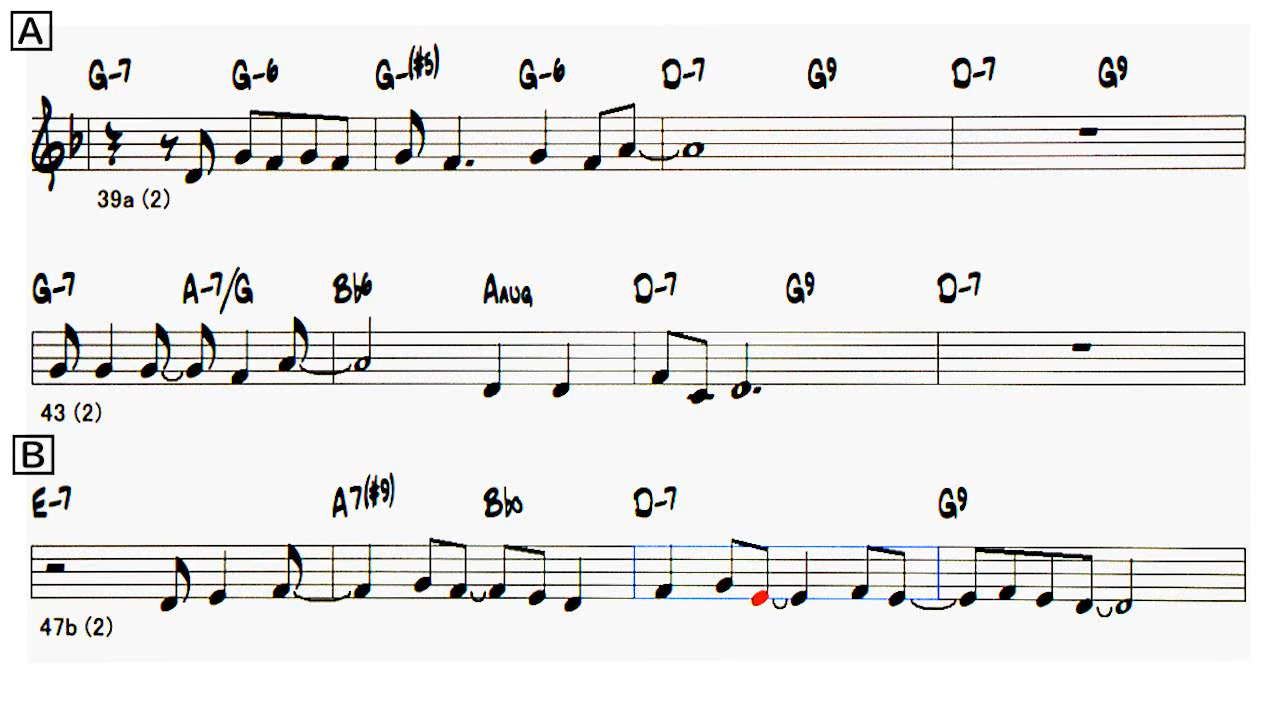 A
G-7 G-6 G-(#5) G-6 D-7 G9 D-7 G9
39a (2)
G-7 A-7/G Bb6 Aaug D-7 G9 D-7
43 (2)
B
E-7 A7(#9) Bbo D-7 G9
47b (2)